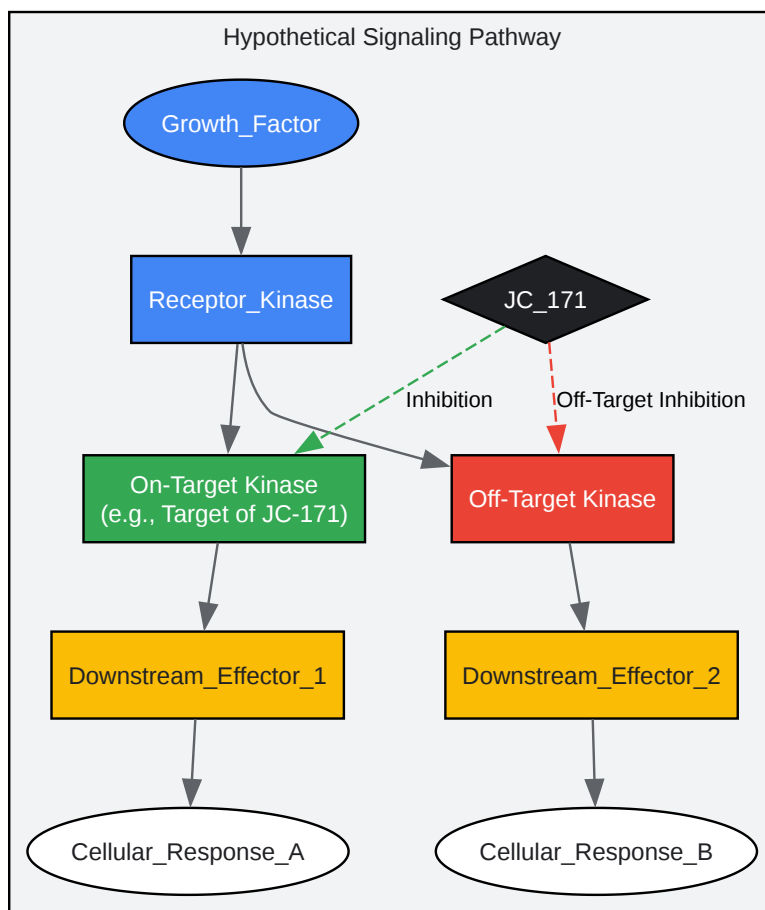 Hypothetical Signaling Pathway
Growth_Factor
Receptor_Kinase
JC_171
Inhibition
Off-Target Inhibition
On-Target Kinase
(e.g., Target of JC-171)
Off-Target Kinase
Downstream_Effector_1
Downstream_Effector_2
Cellular_Response_A
Cellular_Response_B